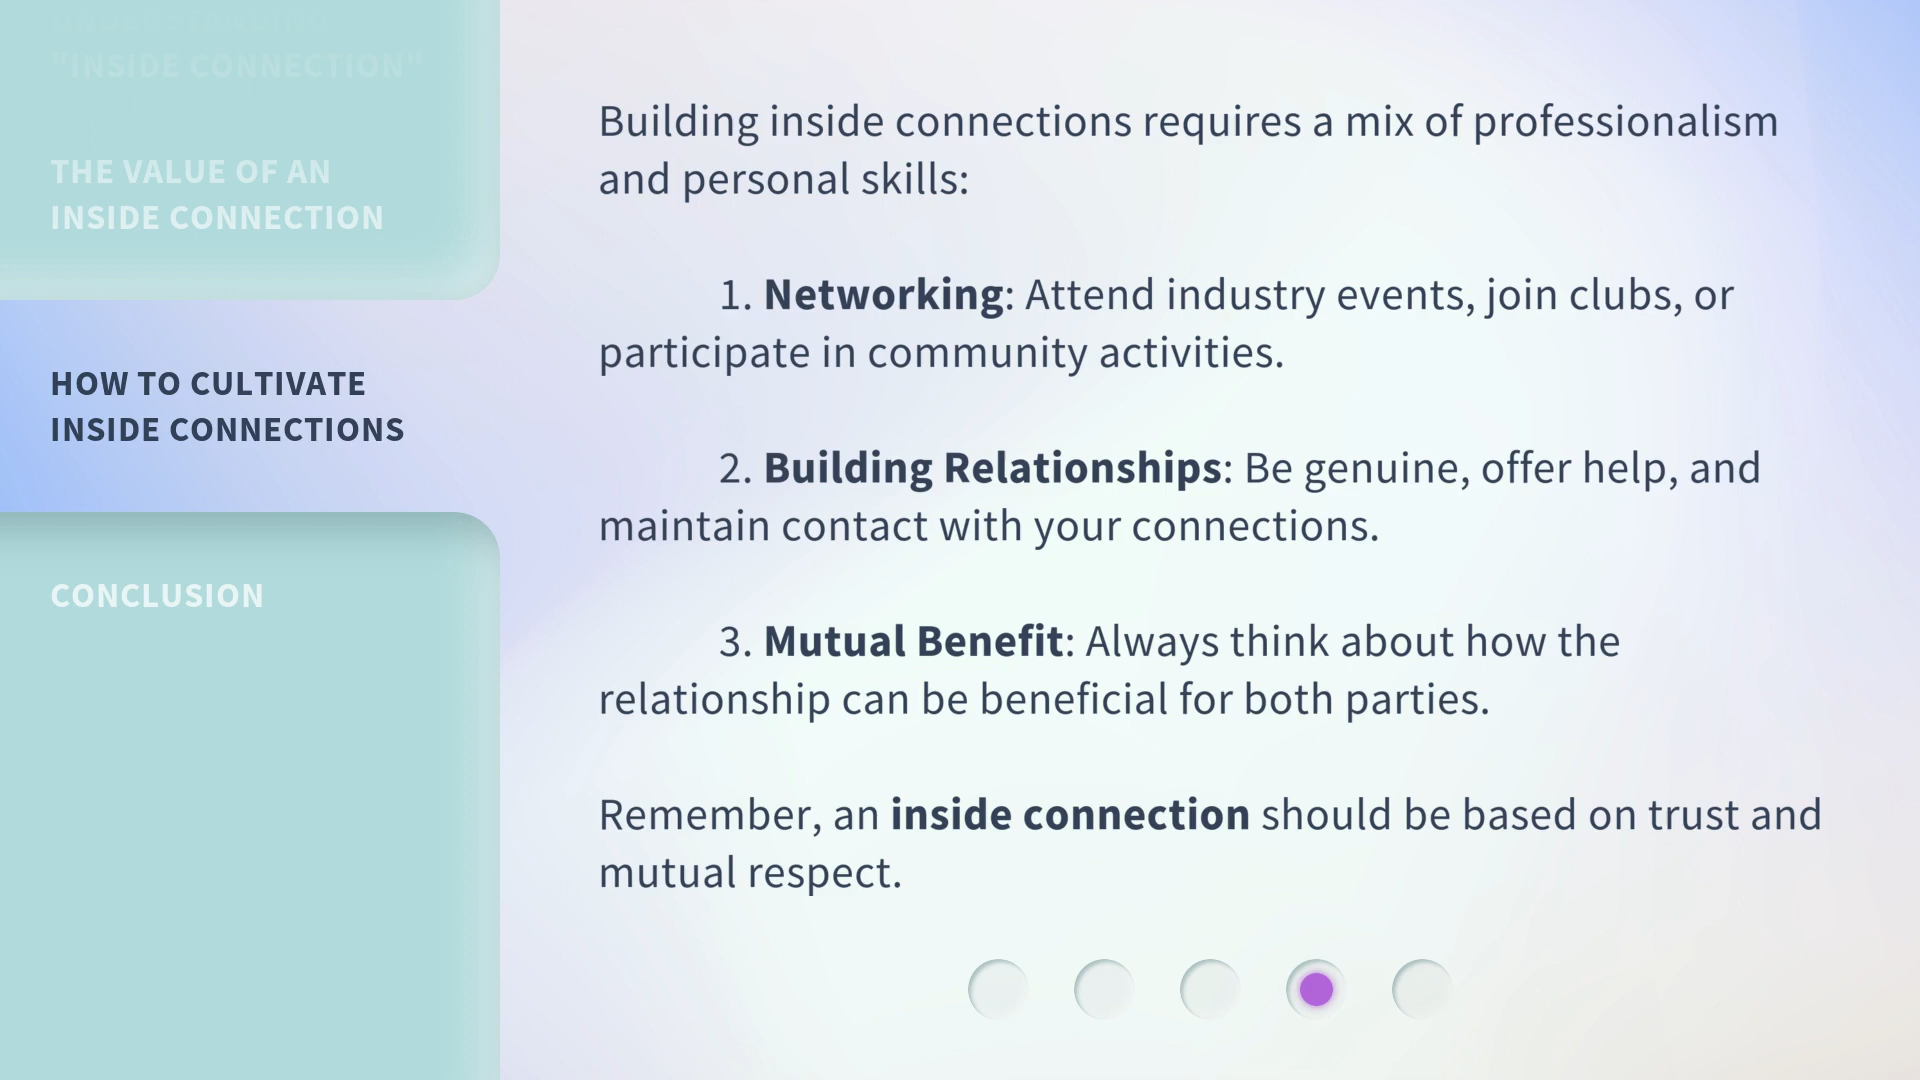 "INSIDE CONNECTION"
THE VALUE OF AN
INSIDE CONNECTION
HOW TO CULTIVATE
INSIDE CONNECTIONS
CONCLUSION
Building inside connections requires a mix of professionalism
and personal skills:
1. Networking: Attend industry events, join clubs, or
participate in community activities.
2. Building Relationships: Be genuine, offer help, and
maintain contact with your connections.
3. Mutual Benefit: Always think about how the
relationship can be beneficial for both parties.
Remember, an inside connection should be based on trust and
mutual respect.